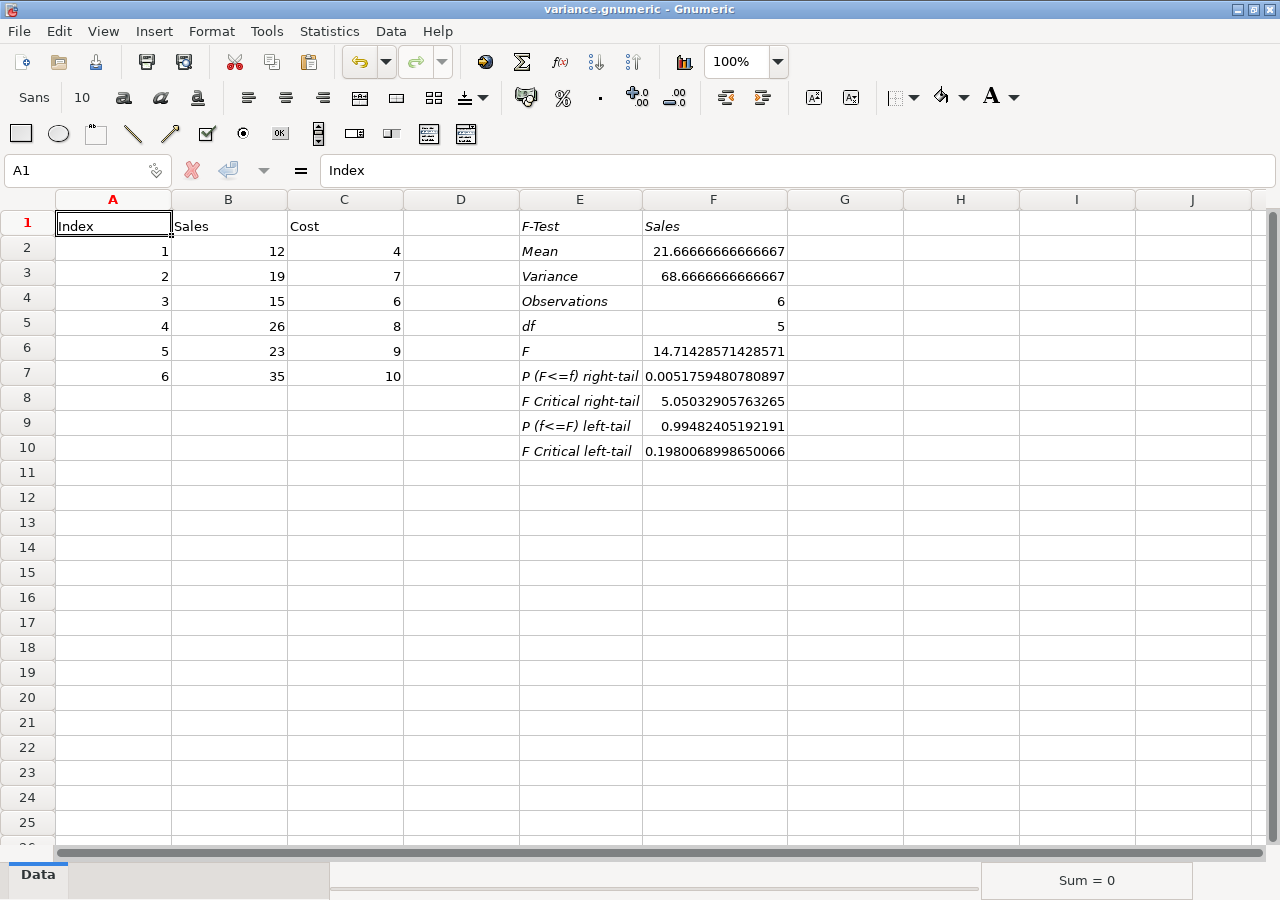 variance.gnumeric - Gnumeric
File Edit View Insert Format Tools Statistics Data Help
f(x) 100%
Sans 10 a a a % .00 .00 A A A
ab OK
A1 Index
A B C D E F G H I J
1 Index Sales Cost F-Test Sales
2 1 12 4 Mean 21.66666666666667
3 2 19 7 Variance 68.6666666666667
4 3 15 6 Observations 6
5 4 26 8 df 5
6 5 23 9 F 14.71428571428571
7 6 35 10 P (F<=f) right-tail 0.0051759480780897
8 F Critical right-tail 5.05032905763265
9 P (f<=F) left-tail 0.99482405192191
10 F Critical left-tail 0.1980068998650066
11
12
13
14
15
16
17
18
19
20
21
22
23
24
25
Data Sum = 0